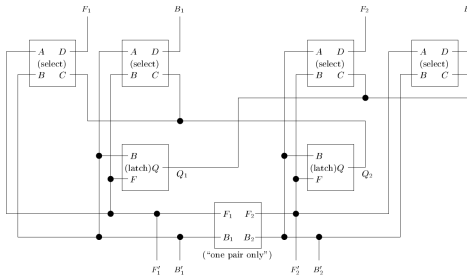 F1 B1 F2
A D A D A D A D
(select) (select) (select) (select)
B C B C B C B C
B B
(latch)Q Q1 (latch)Q Q2
F F
F1 F2
B1 B2
("one pair only")
F′1 B′1 F′2 B′2